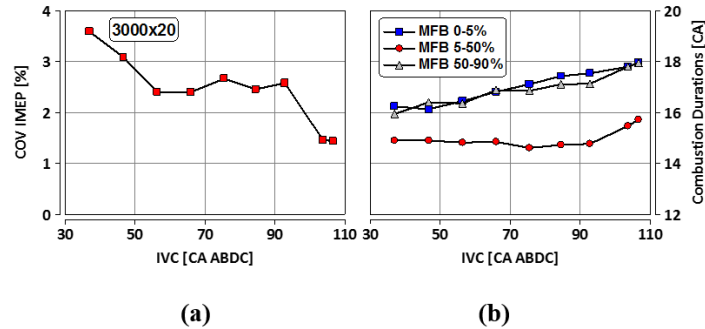 4
3
2
1
0
COV IMEP [%]
3000x20
30 50 70 90 110
IVC [CA ABDC]
(a)
MFB 0-5%
MFB 5-50%
MFB 50-90%
20
18
16
14
12
Combustion Durations [CA]
30 50 70 90 110
IVC [CA ABDC]
(b)